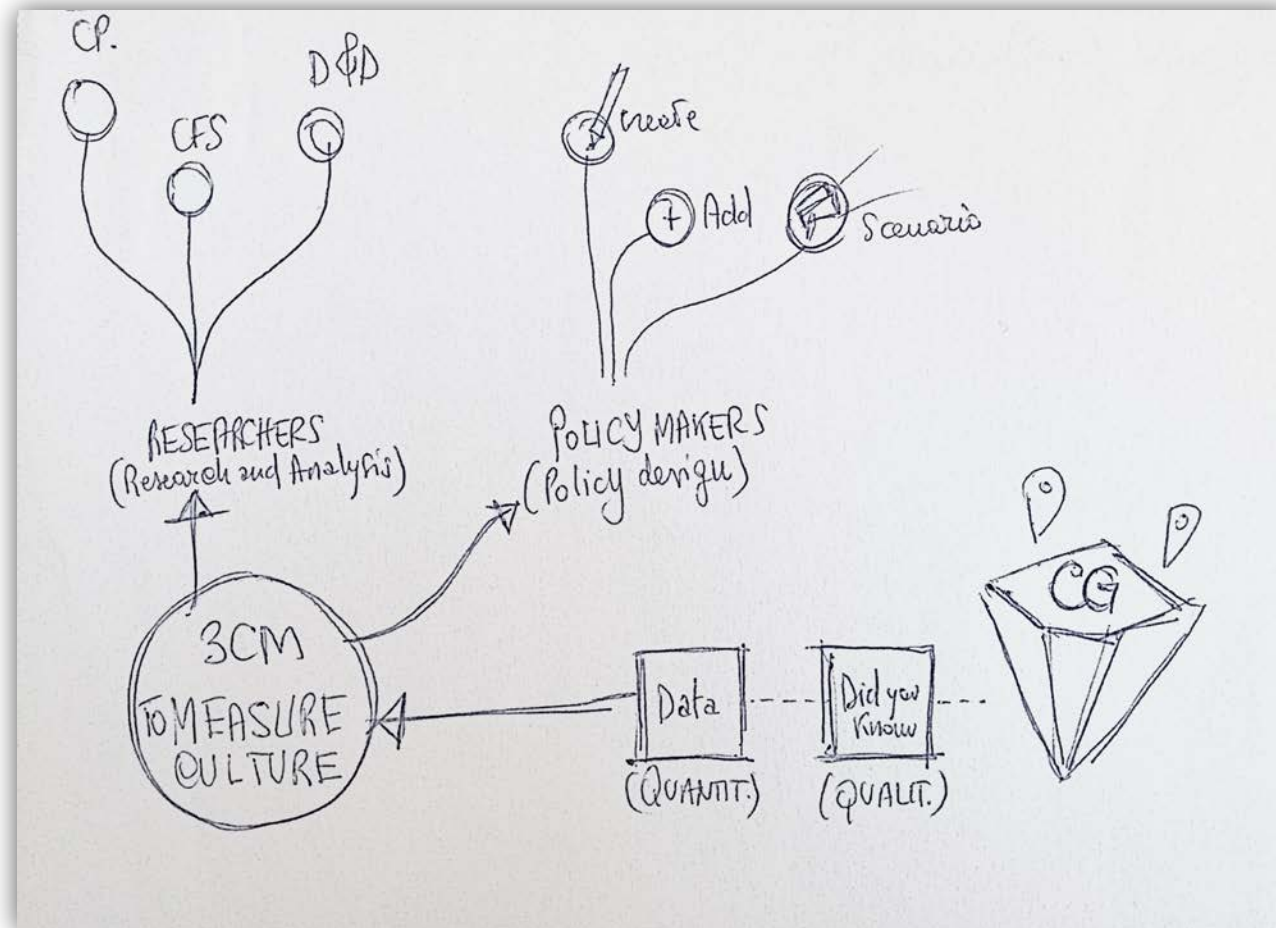 CP.
CFS
D&D
Create
+ Add
Scenario
RESEARCHERS
(Research and Analysis)
POLICY MAKERS
(Policy design)
CG
3CM
TO MEASURE
CULTURE
Data
(QUANTIT.)
Did you
Know
(QUALIT.)